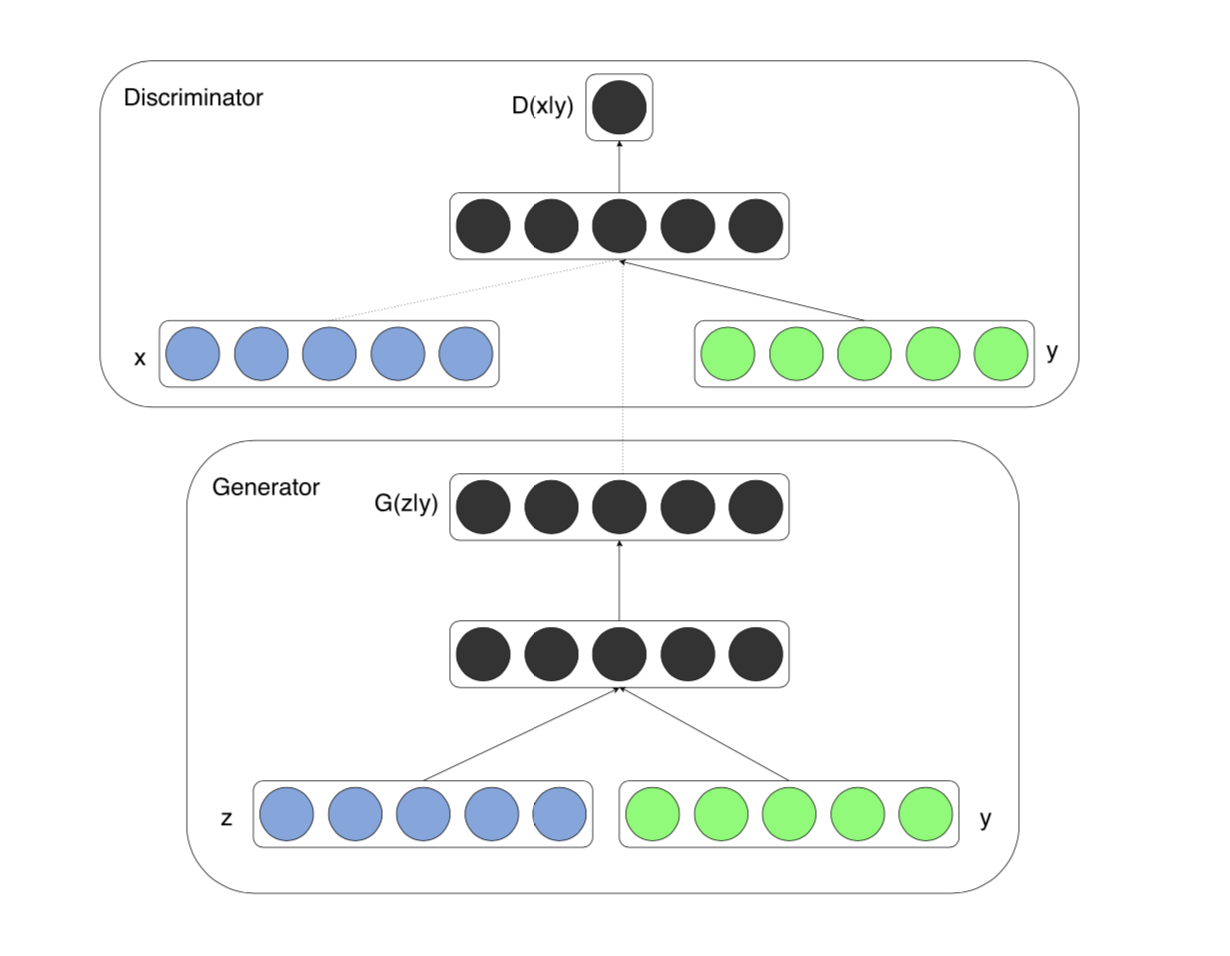 Discriminator
D(x|y)
x
y
Generator
G(z|y)
z
y